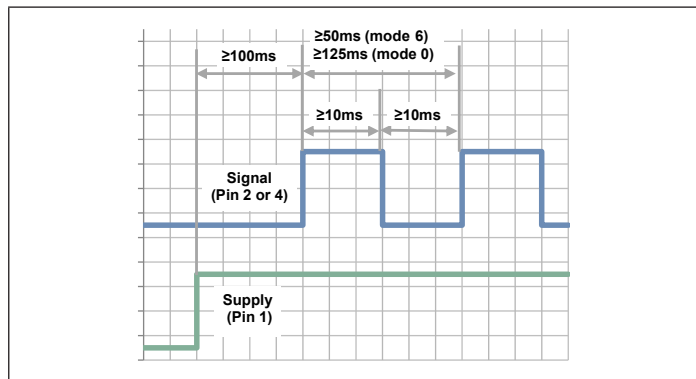 ≥50ms (mode 6)
≥125ms (mode 0)
≥100ms
≥10ms
≥10ms
Signal
(Pin 2 or 4)
Supply
(Pin 1)